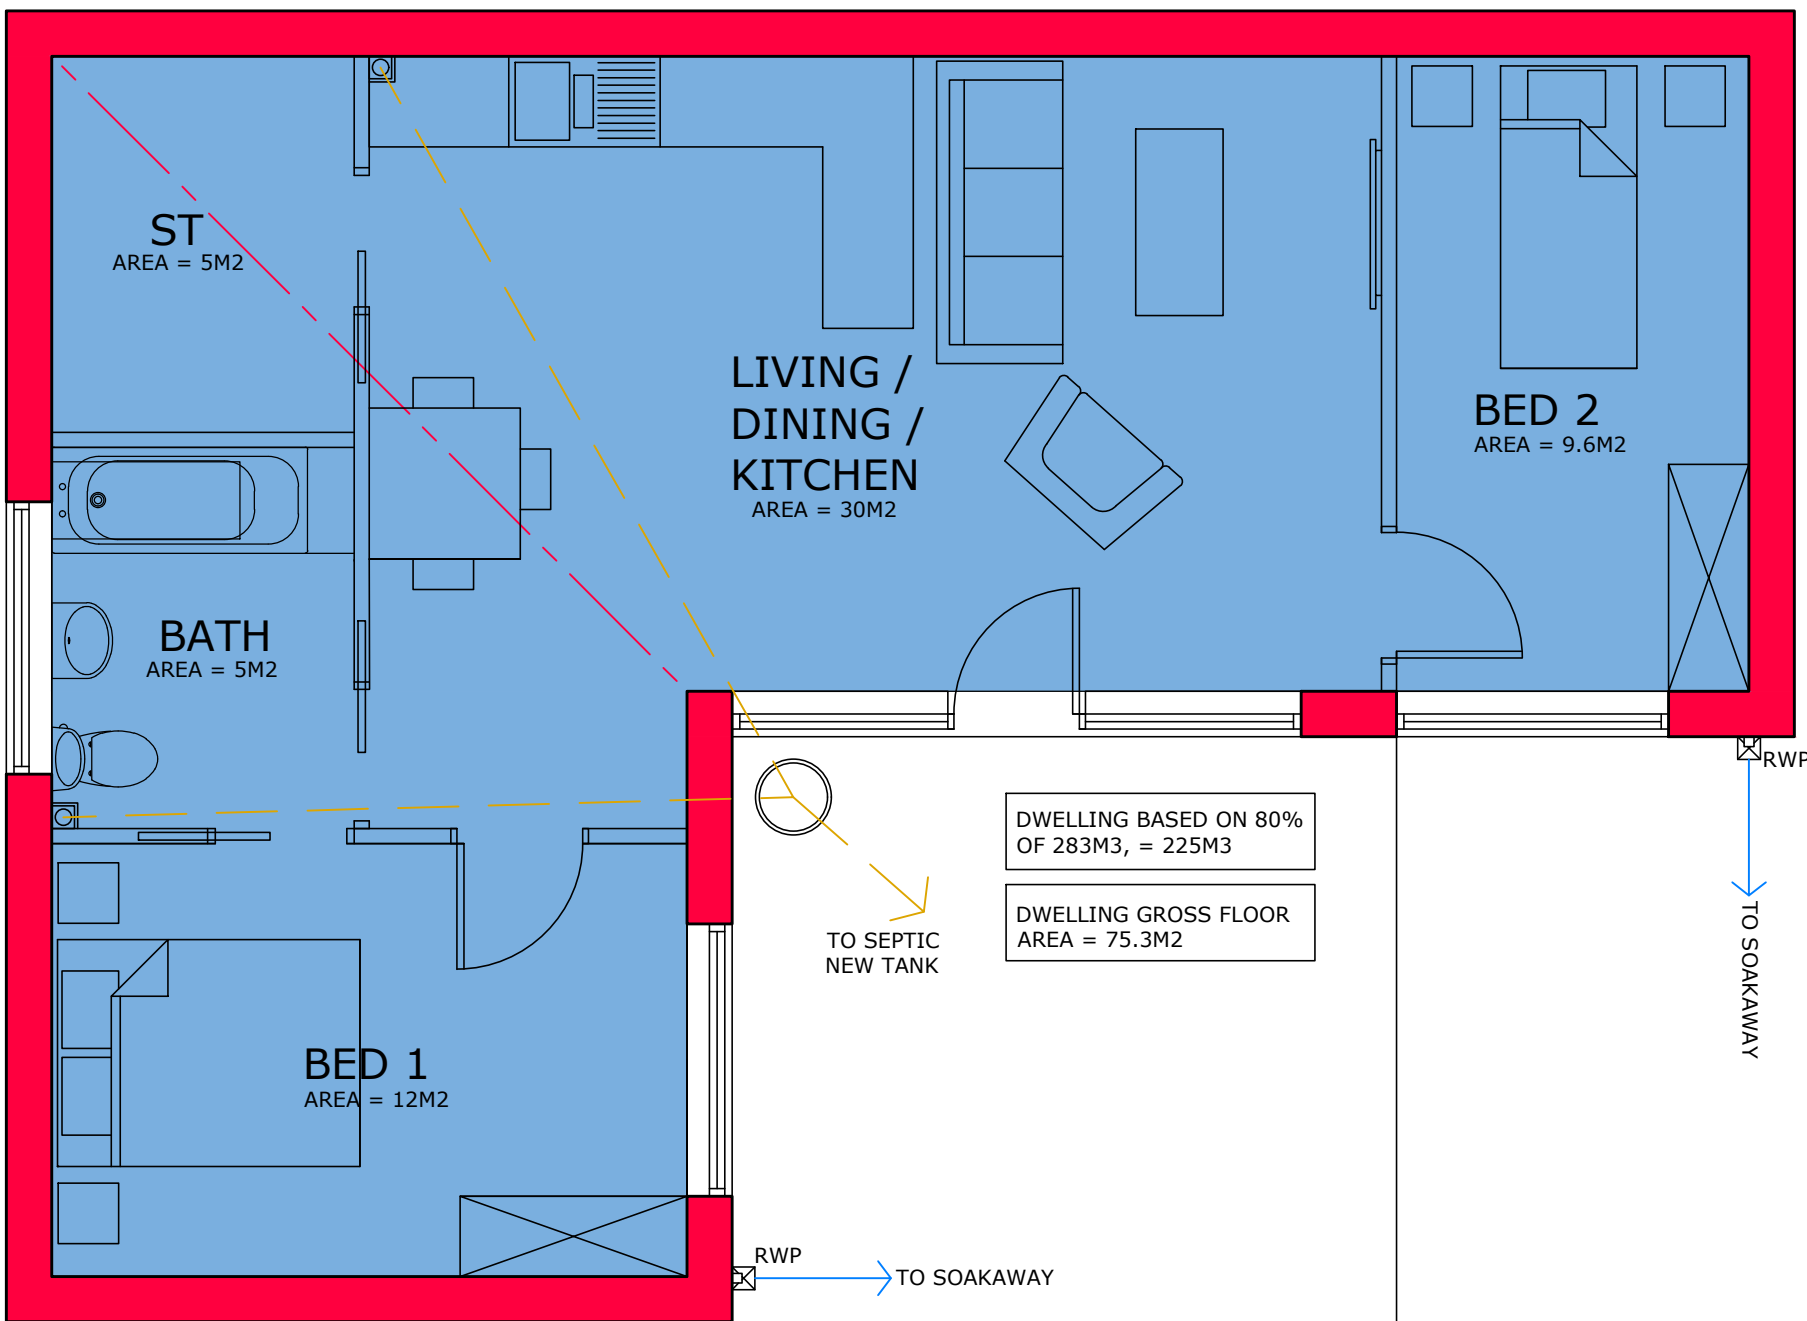 ST
AREA = 5M2
LIVING /
DINING /
KITCHEN
AREA = 30M2
BED 2
AREA = 9.6M2
BATH
AREA = 5M2
RWP
DWELLING BASED ON 80%
OF 283M3, = 225M3
DWELLING GROSS FLOOR
AREA = 75.3M2
TO SEPTIC
NEW TANK
TO SOAKAWAY
BED 1
AREA = 12M2
RWP
TO SOAKAWAY